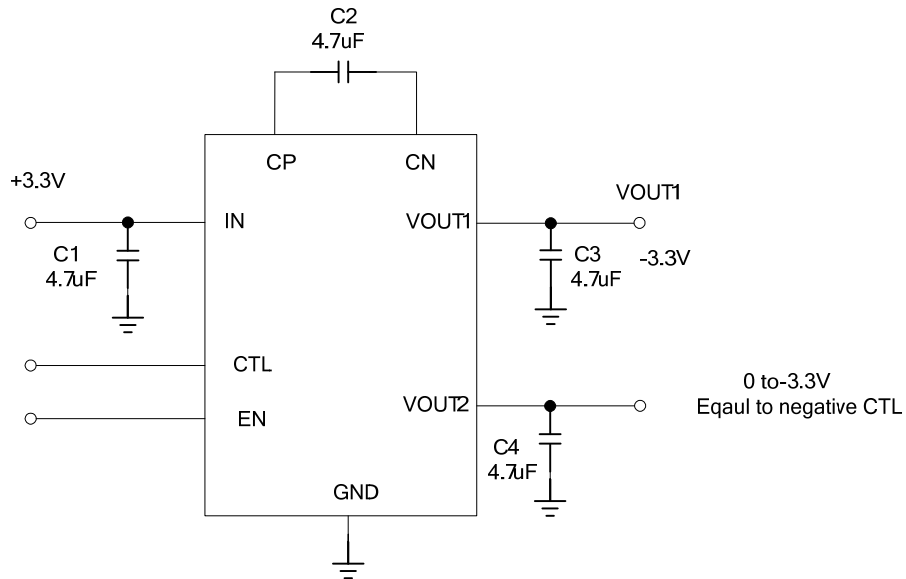 C2
4.7uF
CP
CN
+3.3V
IN
VOUT1
VOUT1
C1
4.7uF
C3
4.7uF
-3.3V
CTL
EN
VOUT2
0 to-3.3V
Eqaul to negative CTL
C4
4.7uF
GND